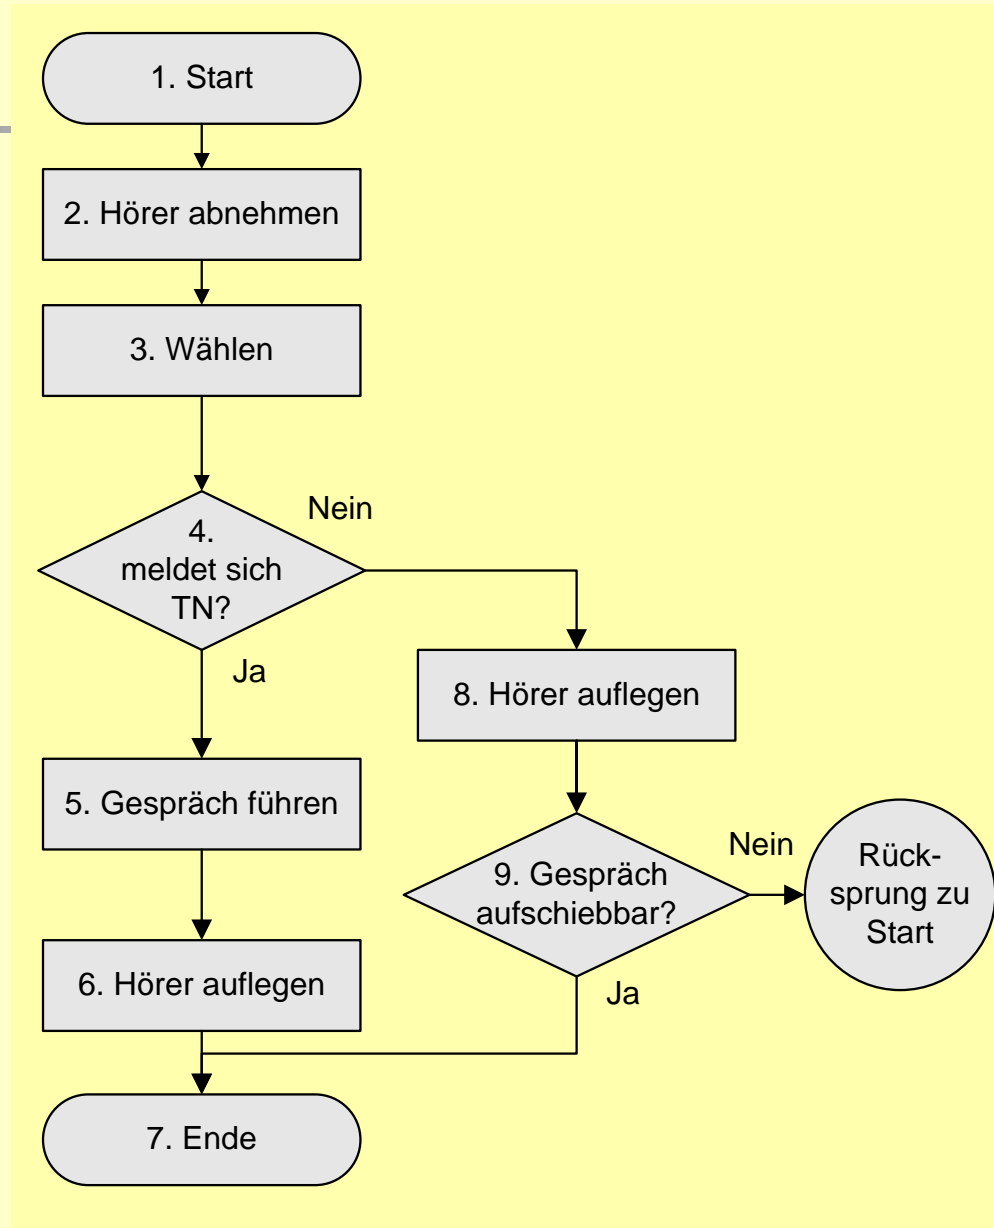 1. Start
2. Hörer abnehmen
3. Wählen
Nein
4.
meldet sich
TN?
Ja
8. Hörer auflegen
5. Gespräch führen
Nein
9. Gespräch
aufschiebbar?
Rück-
sprung zu
Start
6. Hörer auflegen
Ja
7. Ende